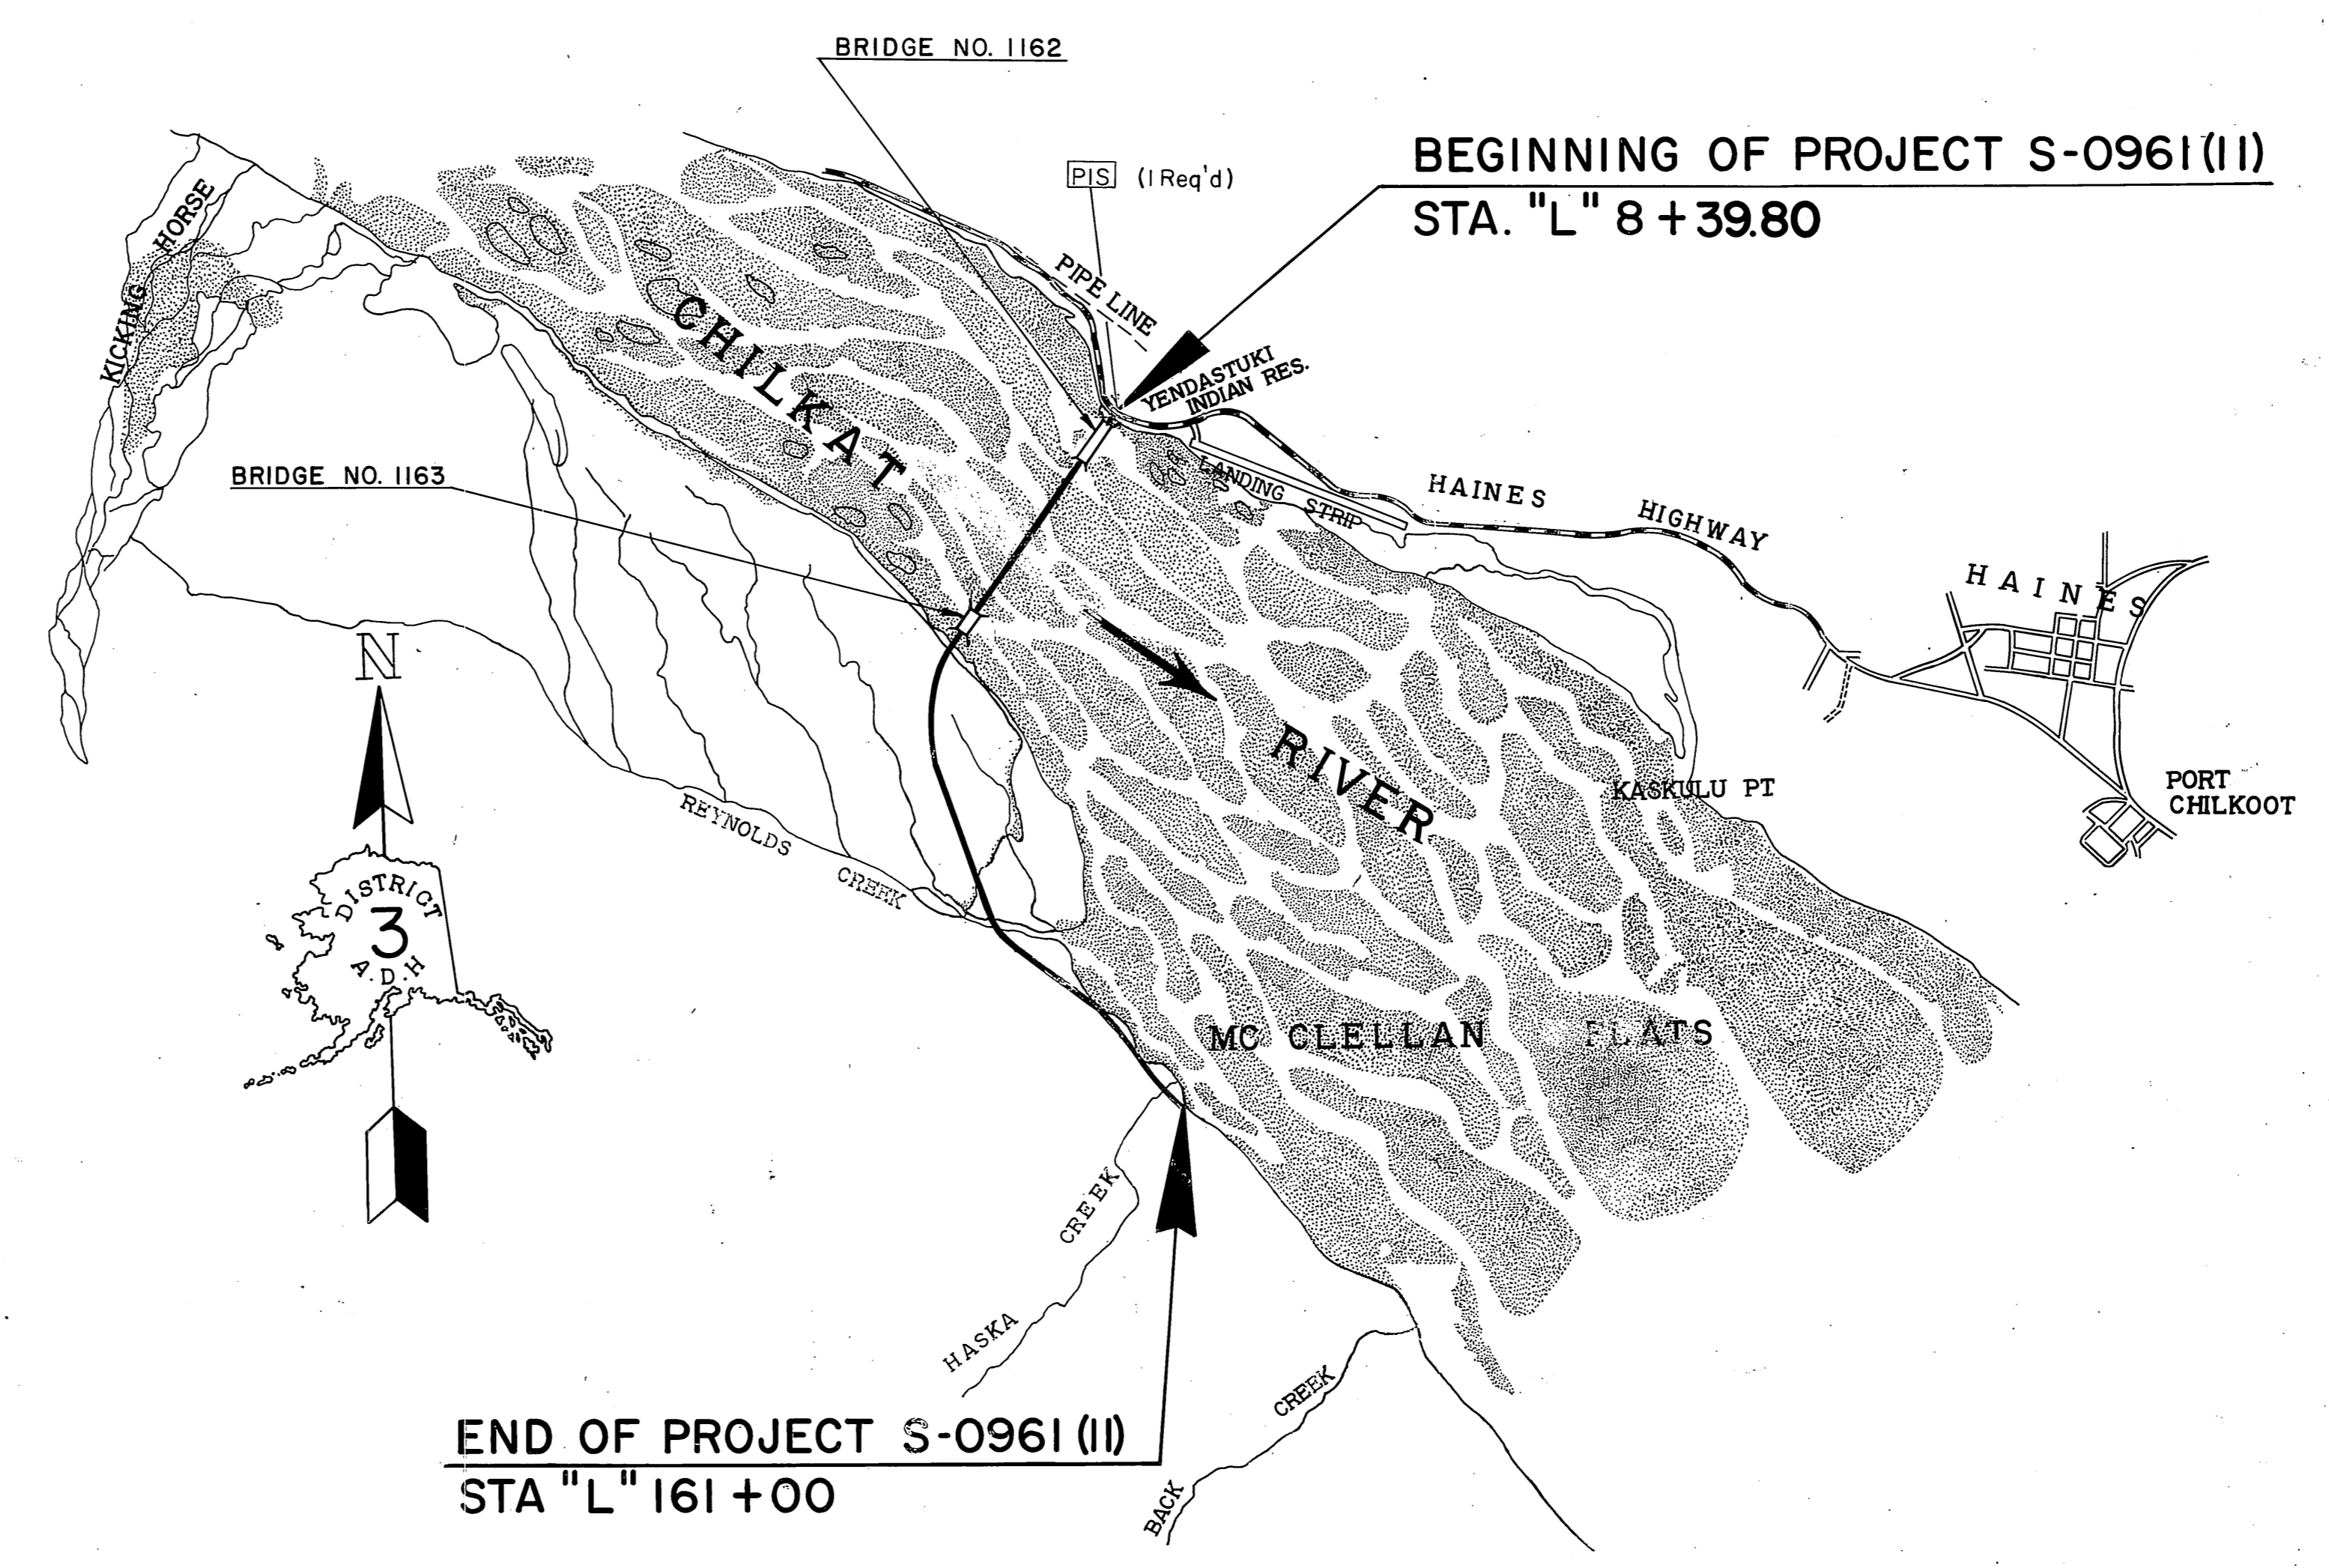 BRIDGE NO. 1162
BEGINNING OF PROJECT S-0961(11)
STA. "L" 8+39.80
PIS (1 Req'd)
PIPE LINE
YENDASTUKI
INDIAN RES.
KICKING HORSE
CHILKAT
RIVER
BRIDGE NO. 1163
LANDING STRIP
HAINES HIGHWAY
HAINES
PORT
CHILKOOT
KASKULU PT
N
REYNOLDS CREEK
DISTRICT
3
A.D.H
MC CLELLAN FLATS
HASKA CREEK
BACK CREEK
END OF PROJECT S-0961(11)
STA "L" 161+00